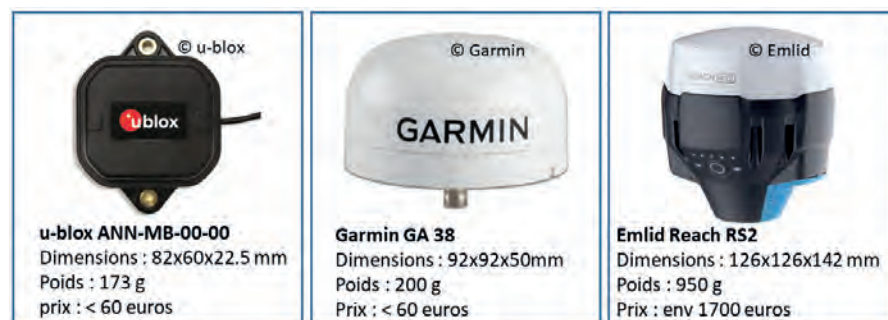 © u-blox
ublox
u-blox ANN-MB-00-00
Dimensions : 82x60x22.5 mm
Poids : 173 g
prix : < 60 euros
© Garmin
GARMIN
Garmin GA 38
Dimensions : 92x92x50mm
Poids : 200 g
Prix : < 60 euros
© Emlid
Emlid Reach RS2
Dimensions : 126x126x142 mm
Poids : 950 g
Prix : env 1700 euros